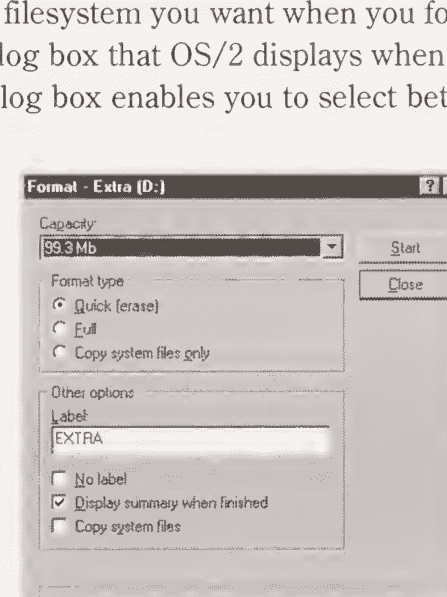 filesystem you want when you fo
log box that OS/2 displays when
log box enables you to select bet
Format - Extra (D:)
?
Capacity:
99.3 Mb
Start
Close
Format type
Quick (erase)
Full
Copy system files only
Other options
Label:
EXTRA
No label
Display summary when finished
Copy system files